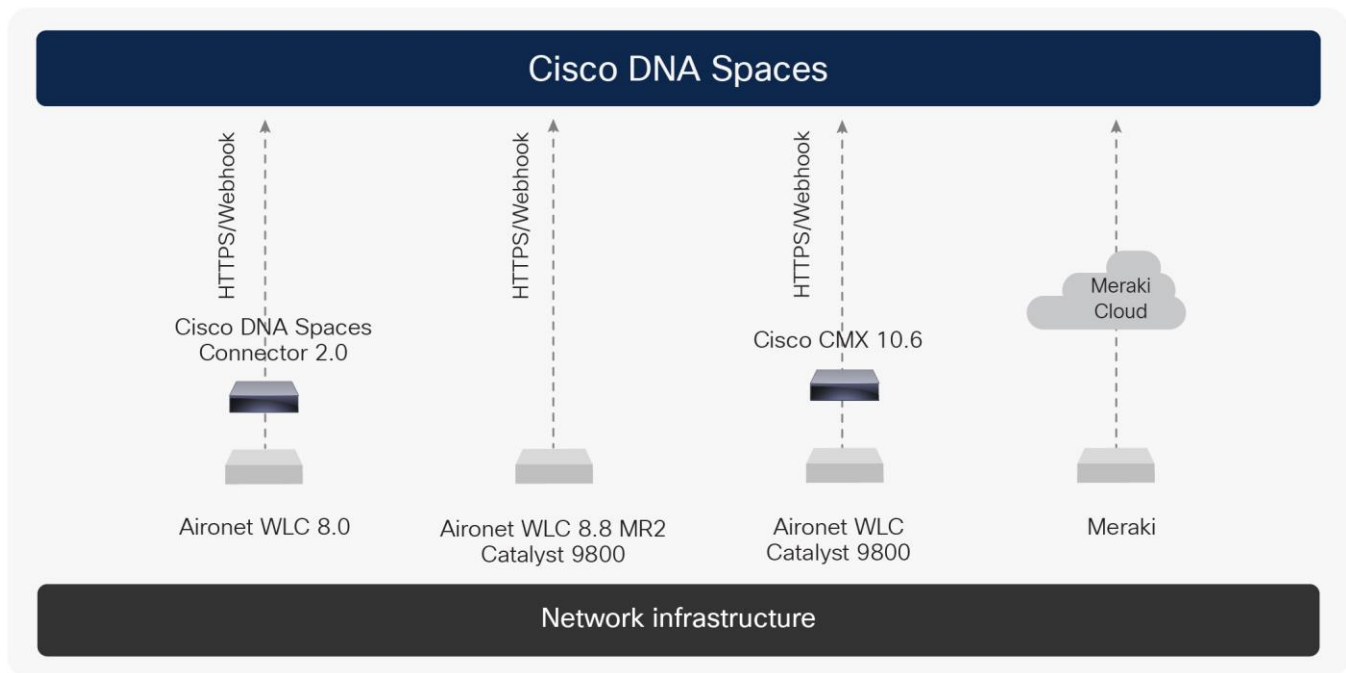 Cisco DNA Spaces
HTTPS/Webhook
HTTPS/Webhook
HTTPS/Webhook
Meraki
Cloud
Cisco DNA Spaces
Connector 2.0
Cisco CMX 10.6
Aironet WLC 8.0
Aironet WLC 8.8 MR2
Catalyst 9800
Aironet WLC
Catalyst 9800
Meraki
Network infrastructure